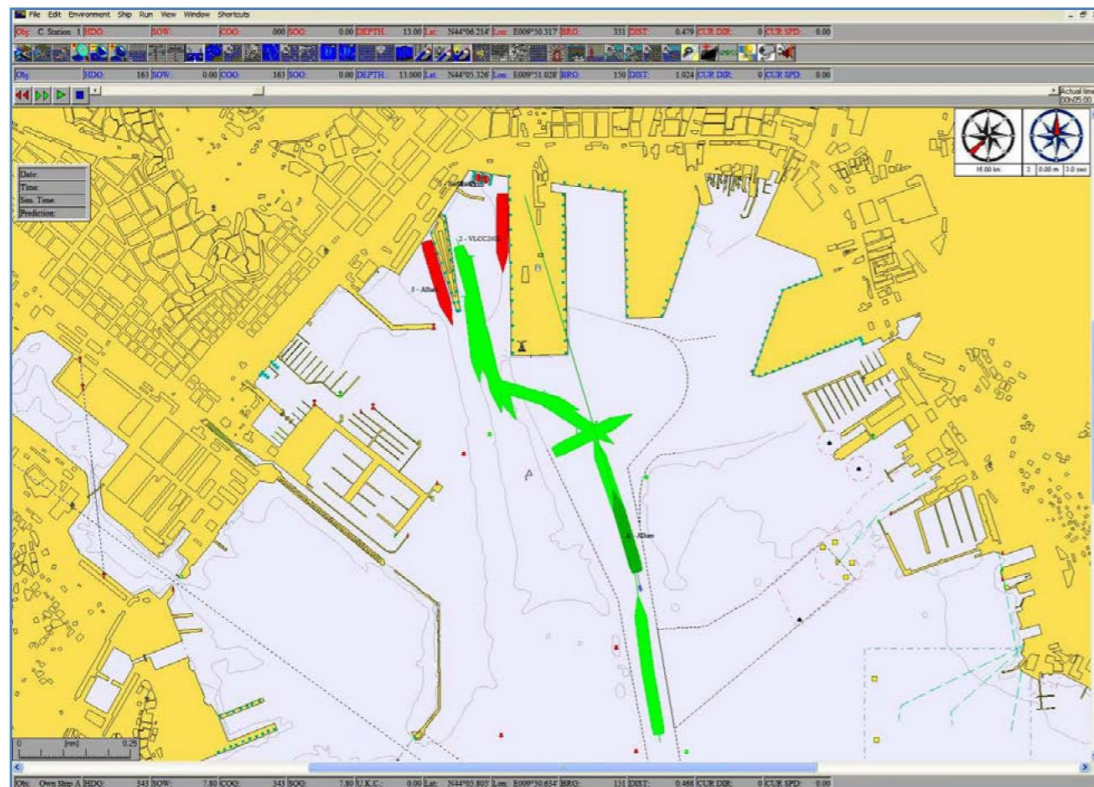 File Edit Environment Ship Run View Window Shortcuts
Obj: C. Station 1 HDG: SOW: COG: 000 SOG: 0.00 DEPTH: 13.00 Lat: N44°06.214' Lon: E009°50.317' BRG: 331 DIST: 0.479 CUR DIR: 0 CUR SPD: 0.00
Obj: HDG: 163 SOW: 0.00 COG: 163 SOG: 0.00 DEPTH: 13.000 Lat: N44°05.326' Lon: E009°51.028' BRG: 150 DIST: 1.024 CUR DIR: 0 CUR SPD: 0.00
Actual time
00h05:00
16.00 kn 2 0.00 m 3.0 sec
Date:
Time:
Sim. Time:
Prediction:
2 - VLCC
0 [nm] 0.25
Obj: Own Ship A HDG: 343 SOW: 7.80 COG: 343 SOG: 7.80 U.K.C.: 0.00 Lat: N44°05.805' Lon: E009°50.634' BRG: 151 DIST: 0.468 CUR DIR: 0 CUR SPD: 0.00